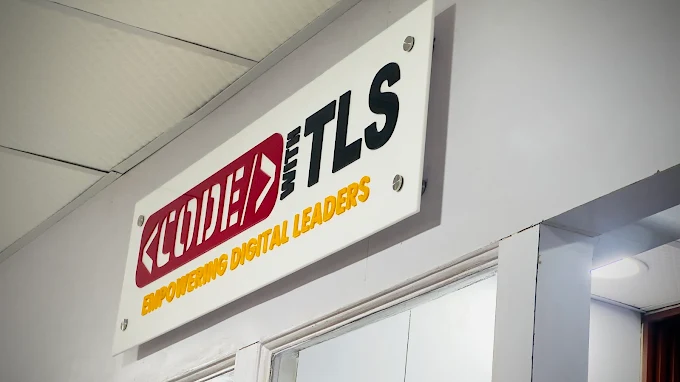 <CODE/> WITH TLS
EMPOWERING DIGITAL LEADERS